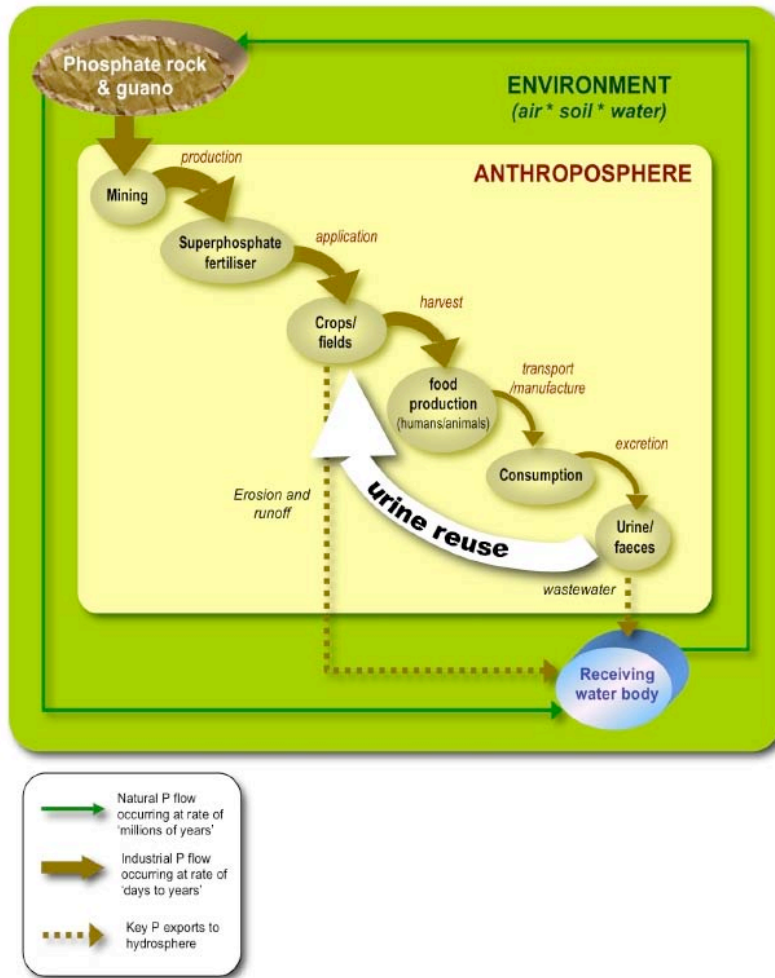 Phosphate rock
& guano
ENVIRONMENT
(air * soil * water)
ANTHROPOSPHERE
production
Mining
Superphosphate
fertiliser
application
Crops/
fields
harvest
food
production
(humans/animals)
transport
/manufacture
Consumption
excretion
Urine/
faeces
urine reuse
Erosion and
runoff
wastewater
Receiving
water body
Natural P flow
occurring at rate of
‘millions of years’
Industrial P flow
occurring at rate of
‘days to years’
Key P exports to
hydrosphere